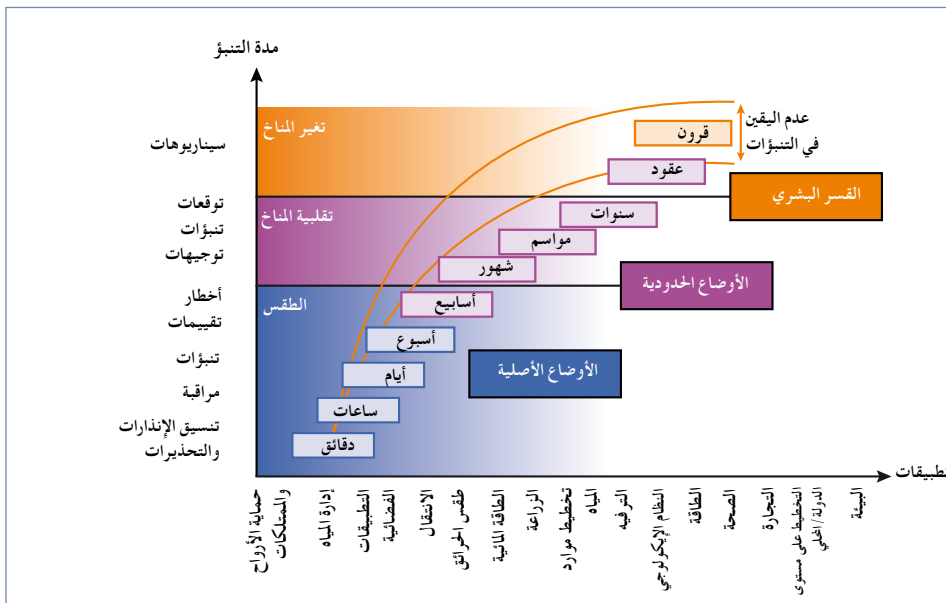 مدة التنبؤ
تغير المناخ
سيناريوهات
قرون
عدم اليقين
في التنبؤات
عقود
القسر البشري
توقعات
تنبؤات
توجيهات
تقلبية المناخ
سنوات
مواسم
شهور
الأوضاع الحدودية
أخطار
تقييمات
الطقس
أسابيع
أسبوع
تنبؤات
أيام
الأوضاع الأصلية
مراقبة
ساعات
تنسيق الإنذارات
والتحذيرات
دقائق
تطبيقات
حماية الأرواح
والممتلكات
إدارة المياه
التطبيقات
الفضائية
الانتقال
طقس الحرائق
الطاقة المائية
الزراعة
تخطيط موارد
المياه
الترفيه
النظام الإيكولوجي
الطاقة
الصحة
التجارة
التخطيط على مستوى
الدولة/المحلي
البيئة